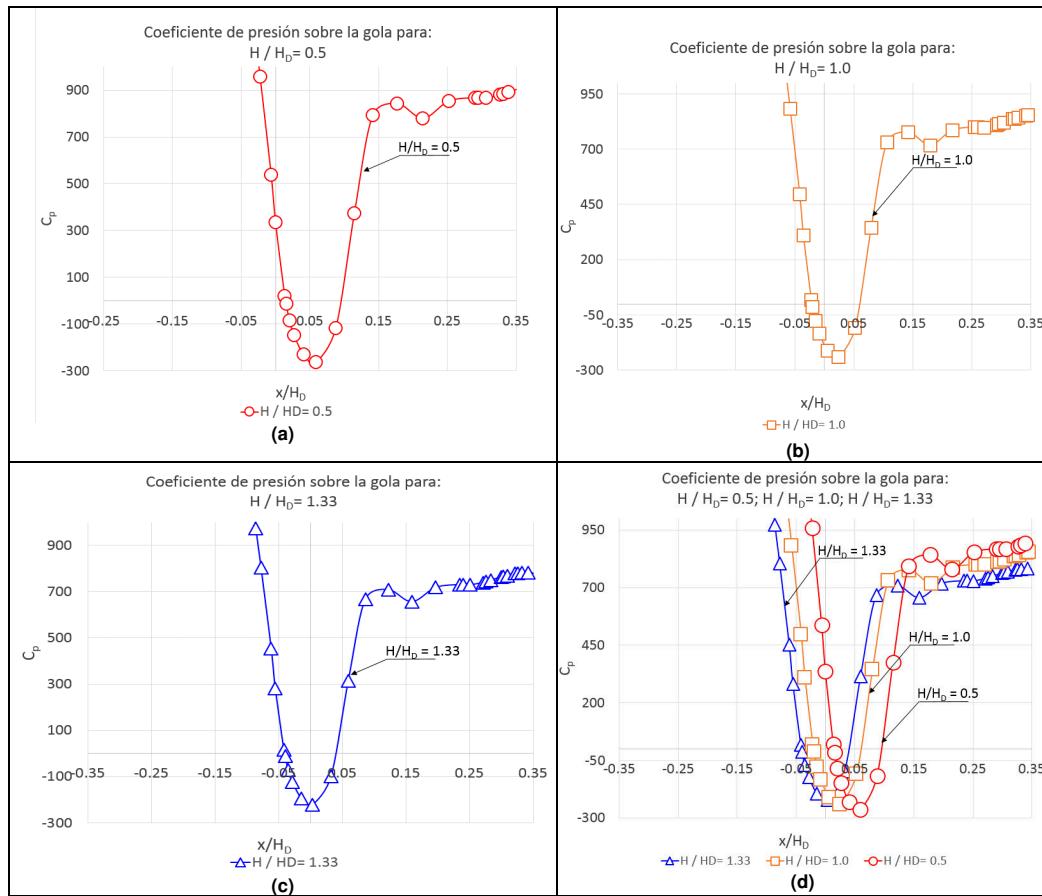 Coeficiente de presión sobre la gola para:
H / HD= 0.5
900
700
500
300
100
-100
-300
Cp
-0.25 -0.15 -0.05 0.05 0.15 0.25 0.35
H/HD = 0.5
x/HD
H / HD= 0.5
(a)
Coeficiente de presión sobre la gola para:
H / HD= 1.0
950
700
450
200
-50
-300
Cp
-0.35 -0.25 -0.15 -0.05 0.05 0.15 0.25 0.35
H/HD = 1.0
x/HD
H / HD= 1.0
(b)
Coeficiente de presión sobre la gola para:
H / HD= 1.33
900
700
500
300
100
-100
-300
Cp
-0.35 -0.25 -0.15 -0.05 0.05 0.15 0.25 0.35
H/HD = 1.33
x/HD
H / HD= 1.33
(c)
Coeficiente de presión sobre la gola para:
H / HD= 0.5; H / HD= 1.0; H / HD= 1.33
950
700
450
200
-50
-300
Cp
-0.35 -0.25 -0.15 -0.05 0.05 0.15 0.25 0.35
H/HD = 1.33
H/HD = 1.0
H/HD = 0.5
x/HD
H / HD= 1.33 H / HD= 1.0 H / HD= 0.5
(d)